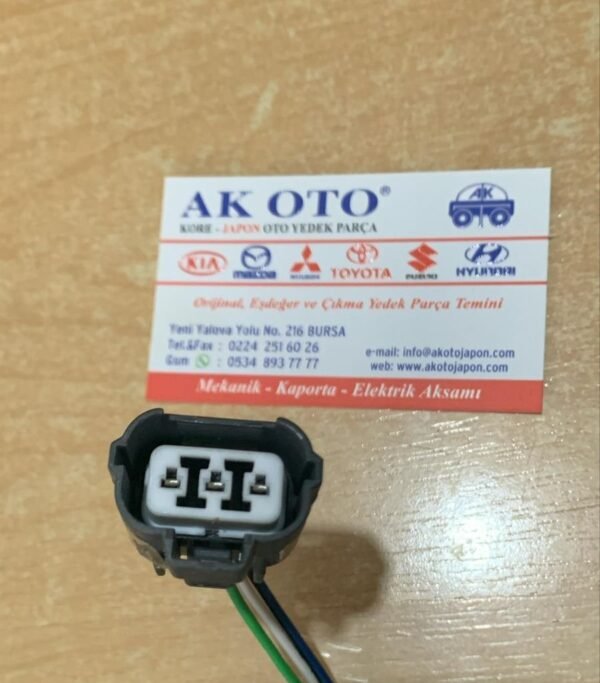 AK OTO®
AK
KORE - JAPON OTO YEDEK PARÇA
KIA mazda MITSUBISHI TOYOTA SUZUKI HYUNDAI
Orijinal, Eşdeğer ve Çıkma Yedek Parça Temini
Yeni Yalova Yolu No. 216 BURSA
Tel.&Fax : 0224 251 60 26
Gsm : 0534 893 77 77
e-mail: info@akotojapon.com
web: www.akotojapon.com
Mekanik - Kaporta - Elektrik Aksamı